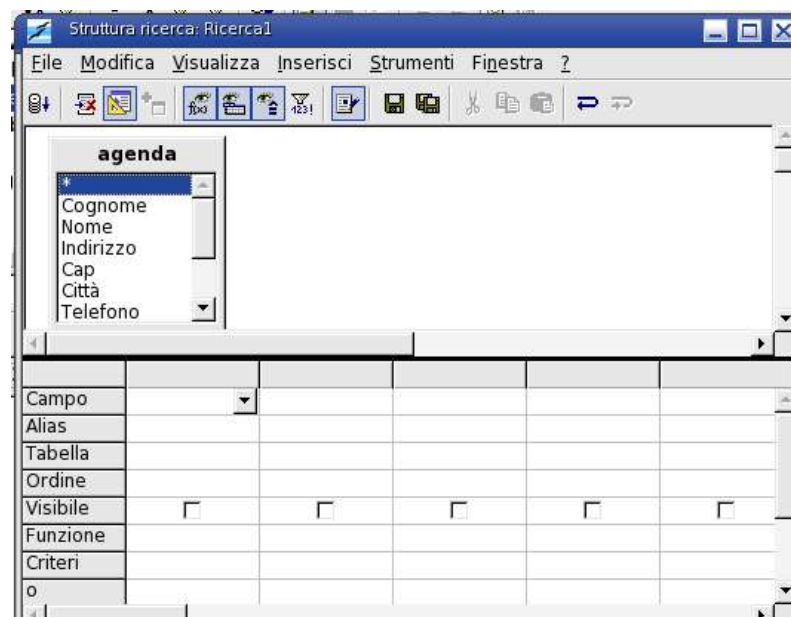 Struttura ricerca: Ricerca1
File Modifica Visualizza Inserisci Strumenti Finestra ?
agenda
*
Cognome
Nome
Indirizzo
Cap
Città
Telefono
Campo
Alias
Tabella
Ordine
Visibile
Funzione
Criteri
o